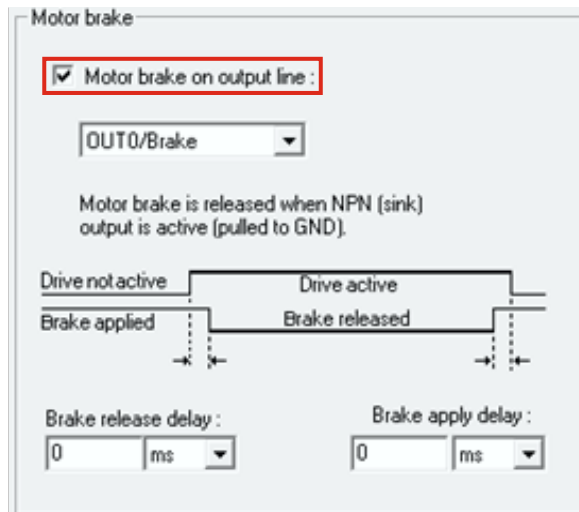 Motor brake
Motor brake on output line :
OUT0/Brake
Motor brake is released when NPN (sink)
output is active (pulled to GND).
Drive not active
Drive active
Brake applied
Brake released
Brake release delay :
Brake apply delay :
0 ms
0 ms